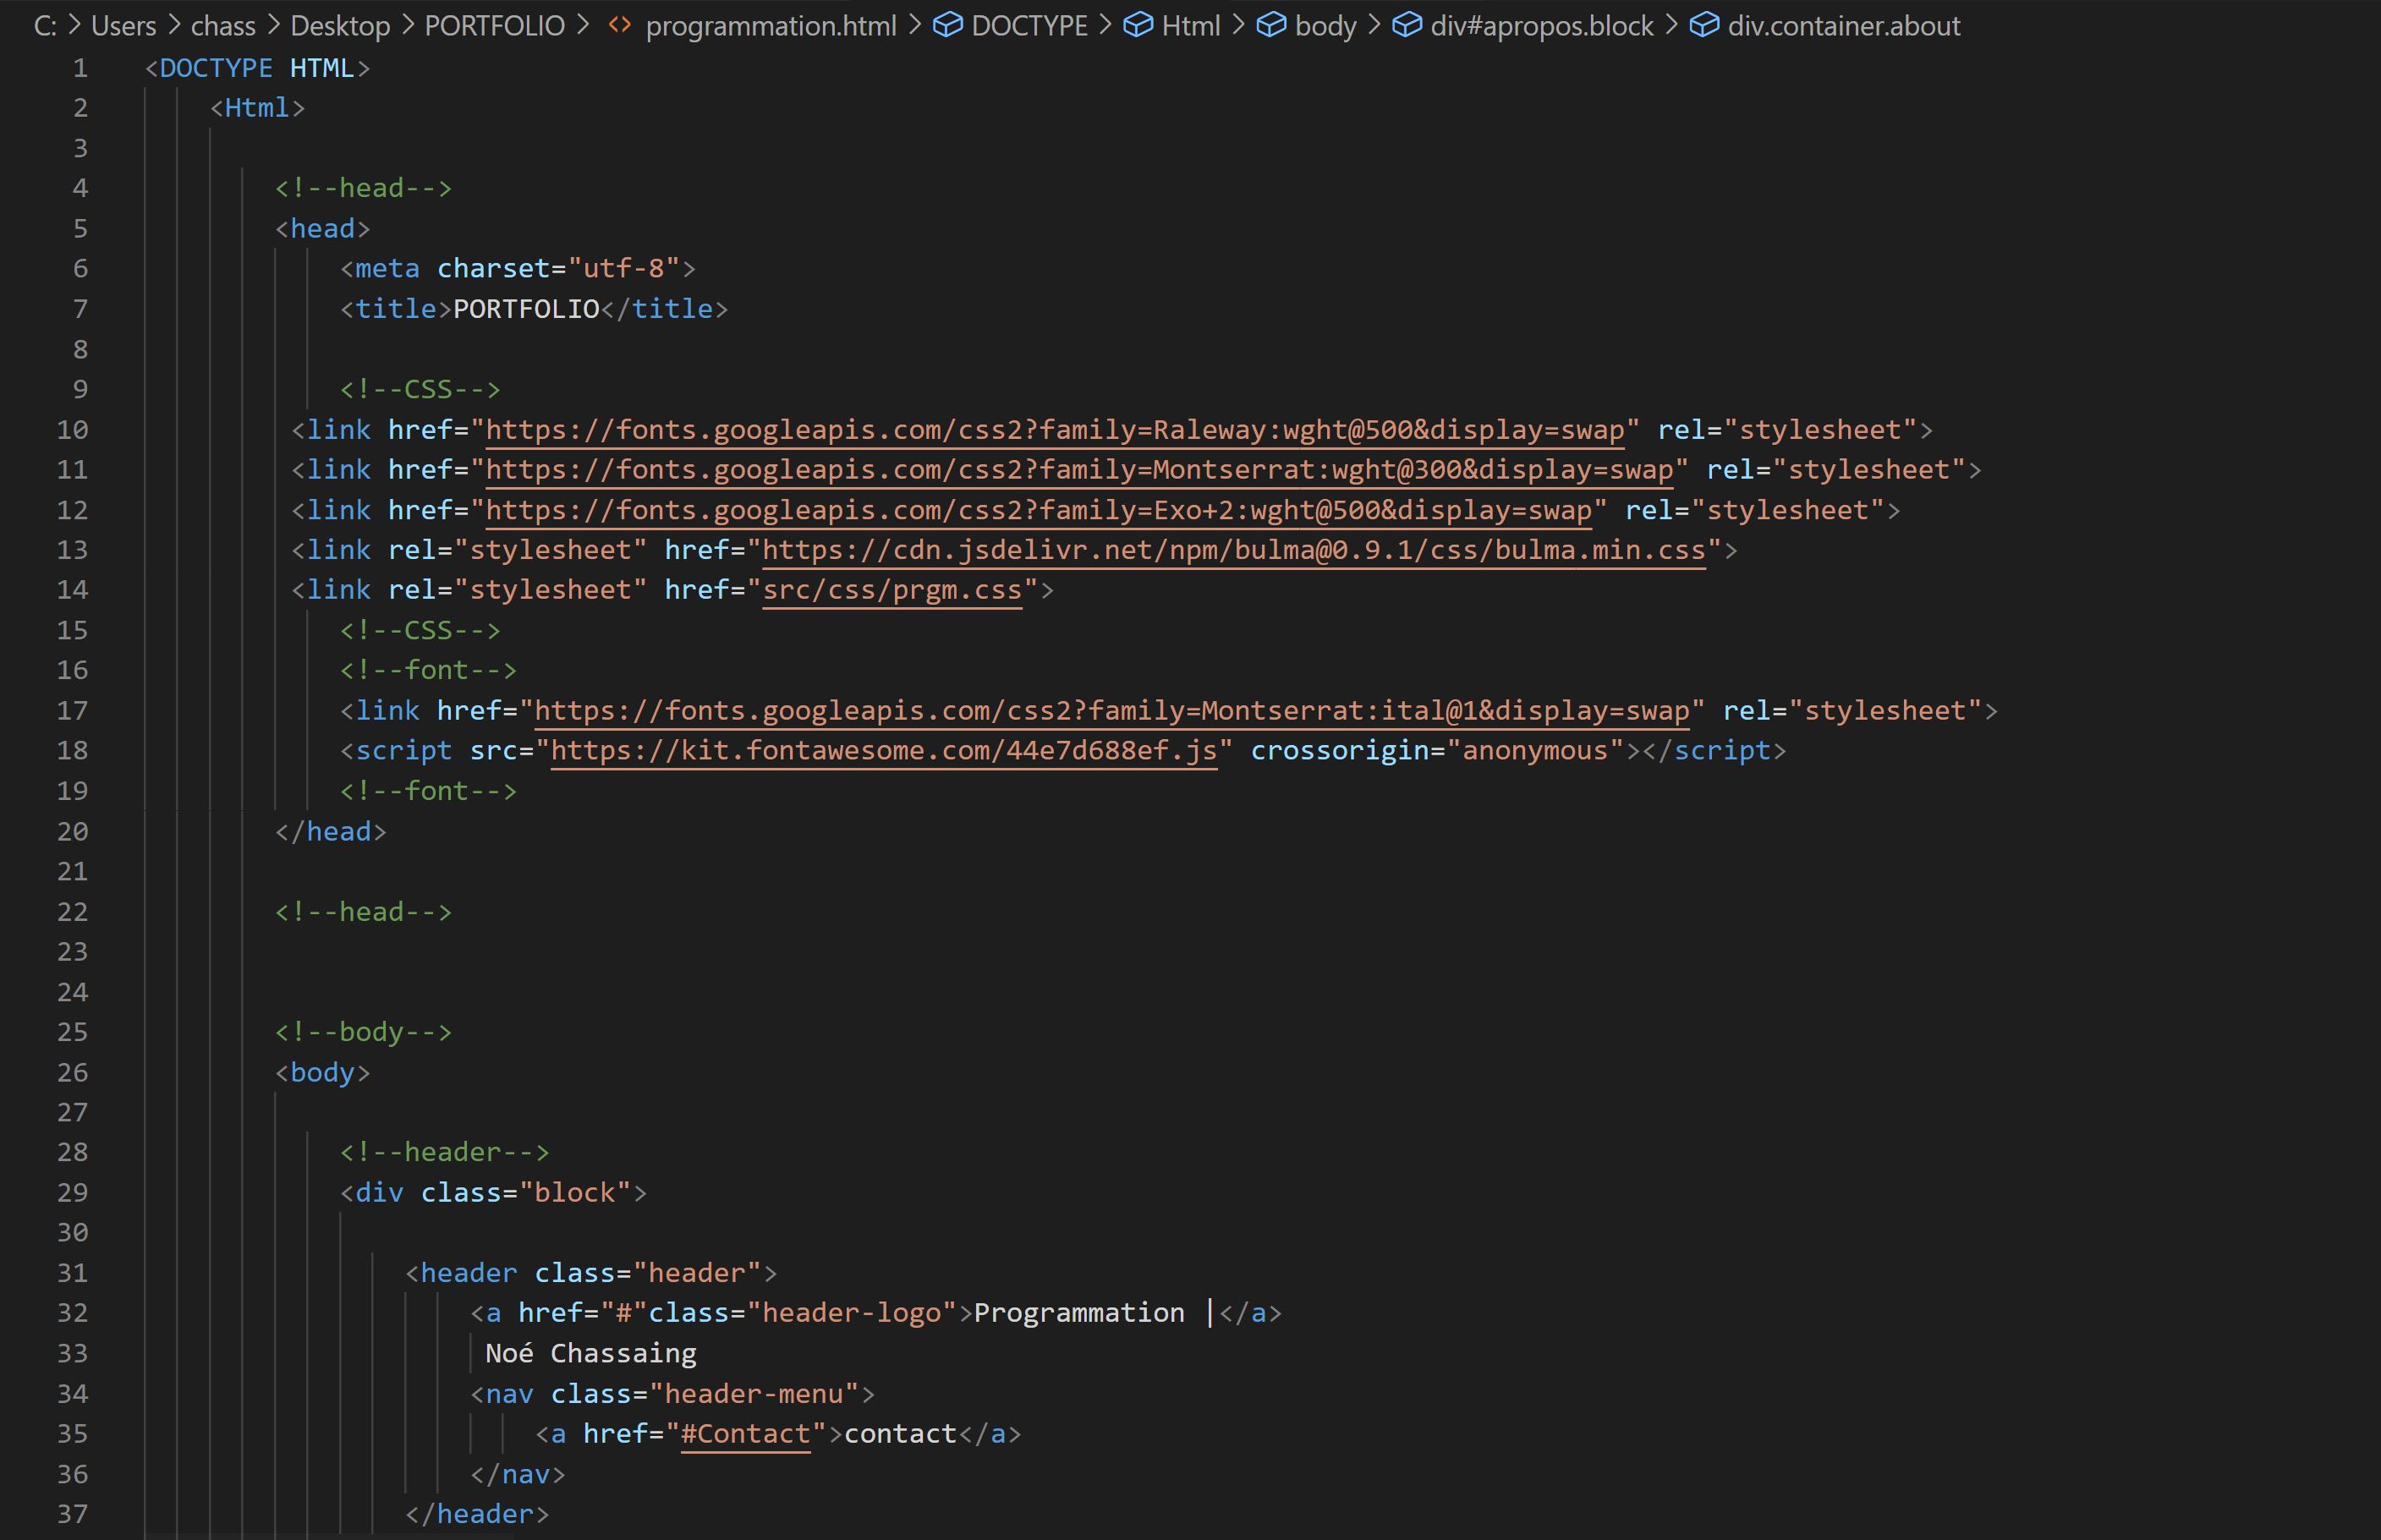 C: > Users > chass > Desktop > PORTFOLIO > <> programmation.html > DOCTYPE > Html > body > div#apropos.block > div.container.about
1 <DOCTYPE HTML>
2 <Html>
3
4 <!--head-->
5 <head>
6 <meta charset="utf-8">
7 <title>PORTFOLIO</title>
8
9 <!--CSS-->
10 <link href="https://fonts.googleapis.com/css2?family=Raleway:wght@500&display=swap" rel="stylesheet">
11 <link href="https://fonts.googleapis.com/css2?family=Montserrat:wght@300&display=swap" rel="stylesheet">
12 <link href="https://fonts.googleapis.com/css2?family=Exo+2:wght@500&display=swap" rel="stylesheet">
13 <link rel="stylesheet" href="https://cdn.jsdelivr.net/npm/bulma@0.9.1/css/bulma.min.css">
14 <link rel="stylesheet" href="src/css/prgm.css">
15 <!--CSS-->
16 <!--font-->
17 <link href="https://fonts.googleapis.com/css2?family=Montserrat:ital@1&display=swap" rel="stylesheet">
18 <script src="https://kit.fontawesome.com/44e7d688ef.js" crossorigin="anonymous"></script>
19 <!--font-->
20 </head>
21
22 <!--head-->
23
24
25 <!--body-->
26 <body>
27
28 <!--header-->
29 <div class="block">
30
31 <header class="header">
32 <a href="#"class="header-logo">Programmation |</a>
33 Noé Chassaing
34 <nav class="header-menu">
35 <a href="#Contact">contact</a>
36 </nav>
37 </header>